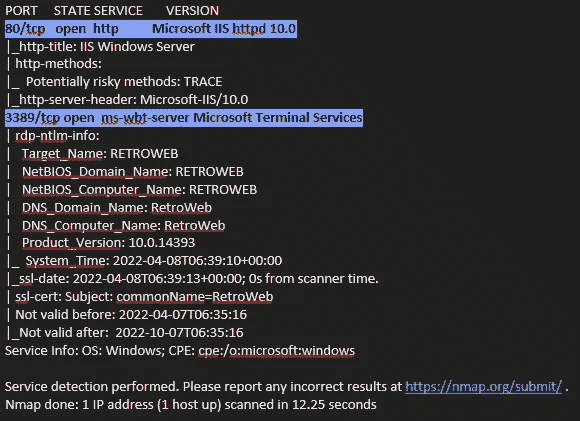 PORT STATE SERVICE VERSION
80/tcp open http Microsoft IIS httpd 10.0
|_http-title: IIS Windows Server
| http-methods:
|_ Potentially risky methods: TRACE
|_http-server-header: Microsoft-IIS/10.0
3389/tcp open ms-wbt-server Microsoft Terminal Services
| rdp-ntlm-info:
| Target_Name: RETROWEB
| NetBIOS_Domain_Name: RETROWEB
| NetBIOS_Computer_Name: RETROWEB
| DNS_Domain_Name: RetroWeb
| DNS_Computer_Name: RetroWeb
| Product_Version: 10.0.14393
|_ System_Time: 2022-04-08T06:39:10+00:00
|_ssl-date: 2022-04-08T06:39:13+00:00; 0s from scanner time.
| ssl-cert: Subject: commonName=RetroWeb
| Not valid before: 2022-04-07T06:35:16
|_Not valid after: 2022-10-07T06:35:16
Service Info: OS: Windows; CPE: cpe:/o:microsoft:windows
Service detection performed. Please report any incorrect results at https://nmap.org/submit/ .
Nmap done: 1 IP address (1 host up) scanned in 12.25 seconds